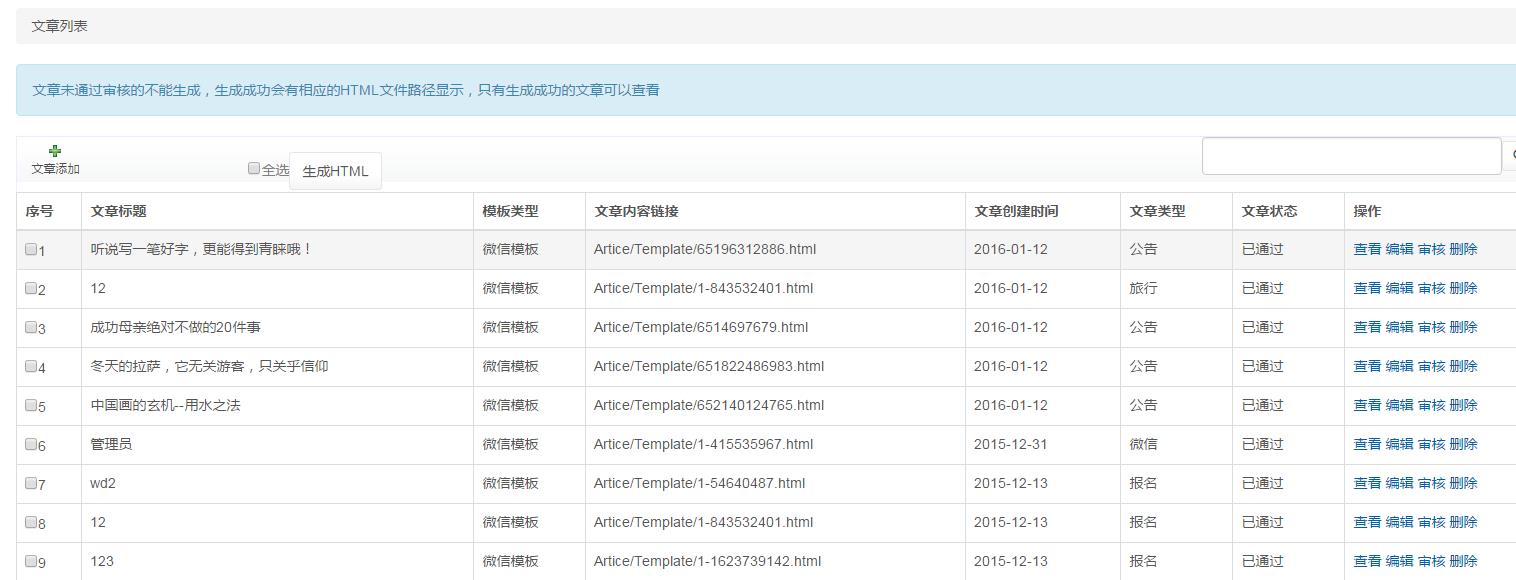 文章列表
文章未通过审核的不能生成，生成成功会有相应的HTML文件路径显示，只有生成成功的文章可以查看
文章添加 全选 生成HTML
序号 文章标题 模板类型 文章内容链接 文章创建时间 文章类型 文章状态 操作
1 听说写一笔好字，更能得到青睐哦！ 微信模板 Artice/Template/65196312886.html 2016-01-12 公告 已通过 查看 编辑 审核 删除
2 12 微信模板 Artice/Template/1-843532401.html 2016-01-12 旅行 已通过 查看 编辑 审核 删除
3 成功母亲绝对不做的20件事 微信模板 Artice/Template/6514697679.html 2016-01-12 公告 已通过 查看 编辑 审核 删除
4 冬天的拉萨，它无关游客，只关乎信仰 微信模板 Artice/Template/651822486983.html 2016-01-12 公告 已通过 查看 编辑 审核 删除
5 中国画的玄机--用水之法 微信模板 Artice/Template/652140124765.html 2016-01-12 公告 已通过 查看 编辑 审核 删除
6 管理员 微信模板 Artice/Template/1-415535967.html 2015-12-31 微信 已通过 查看 编辑 审核 删除
7 wd2 微信模板 Artice/Template/1-54640487.html 2015-12-13 报名 已通过 查看 编辑 审核 删除
8 12 微信模板 Artice/Template/1-843532401.html 2015-12-13 报名 已通过 查看 编辑 审核 删除
9 123 微信模板 Artice/Template/1-1623739142.html 2015-12-13 报名 已通过 查看 编辑 审核 删除